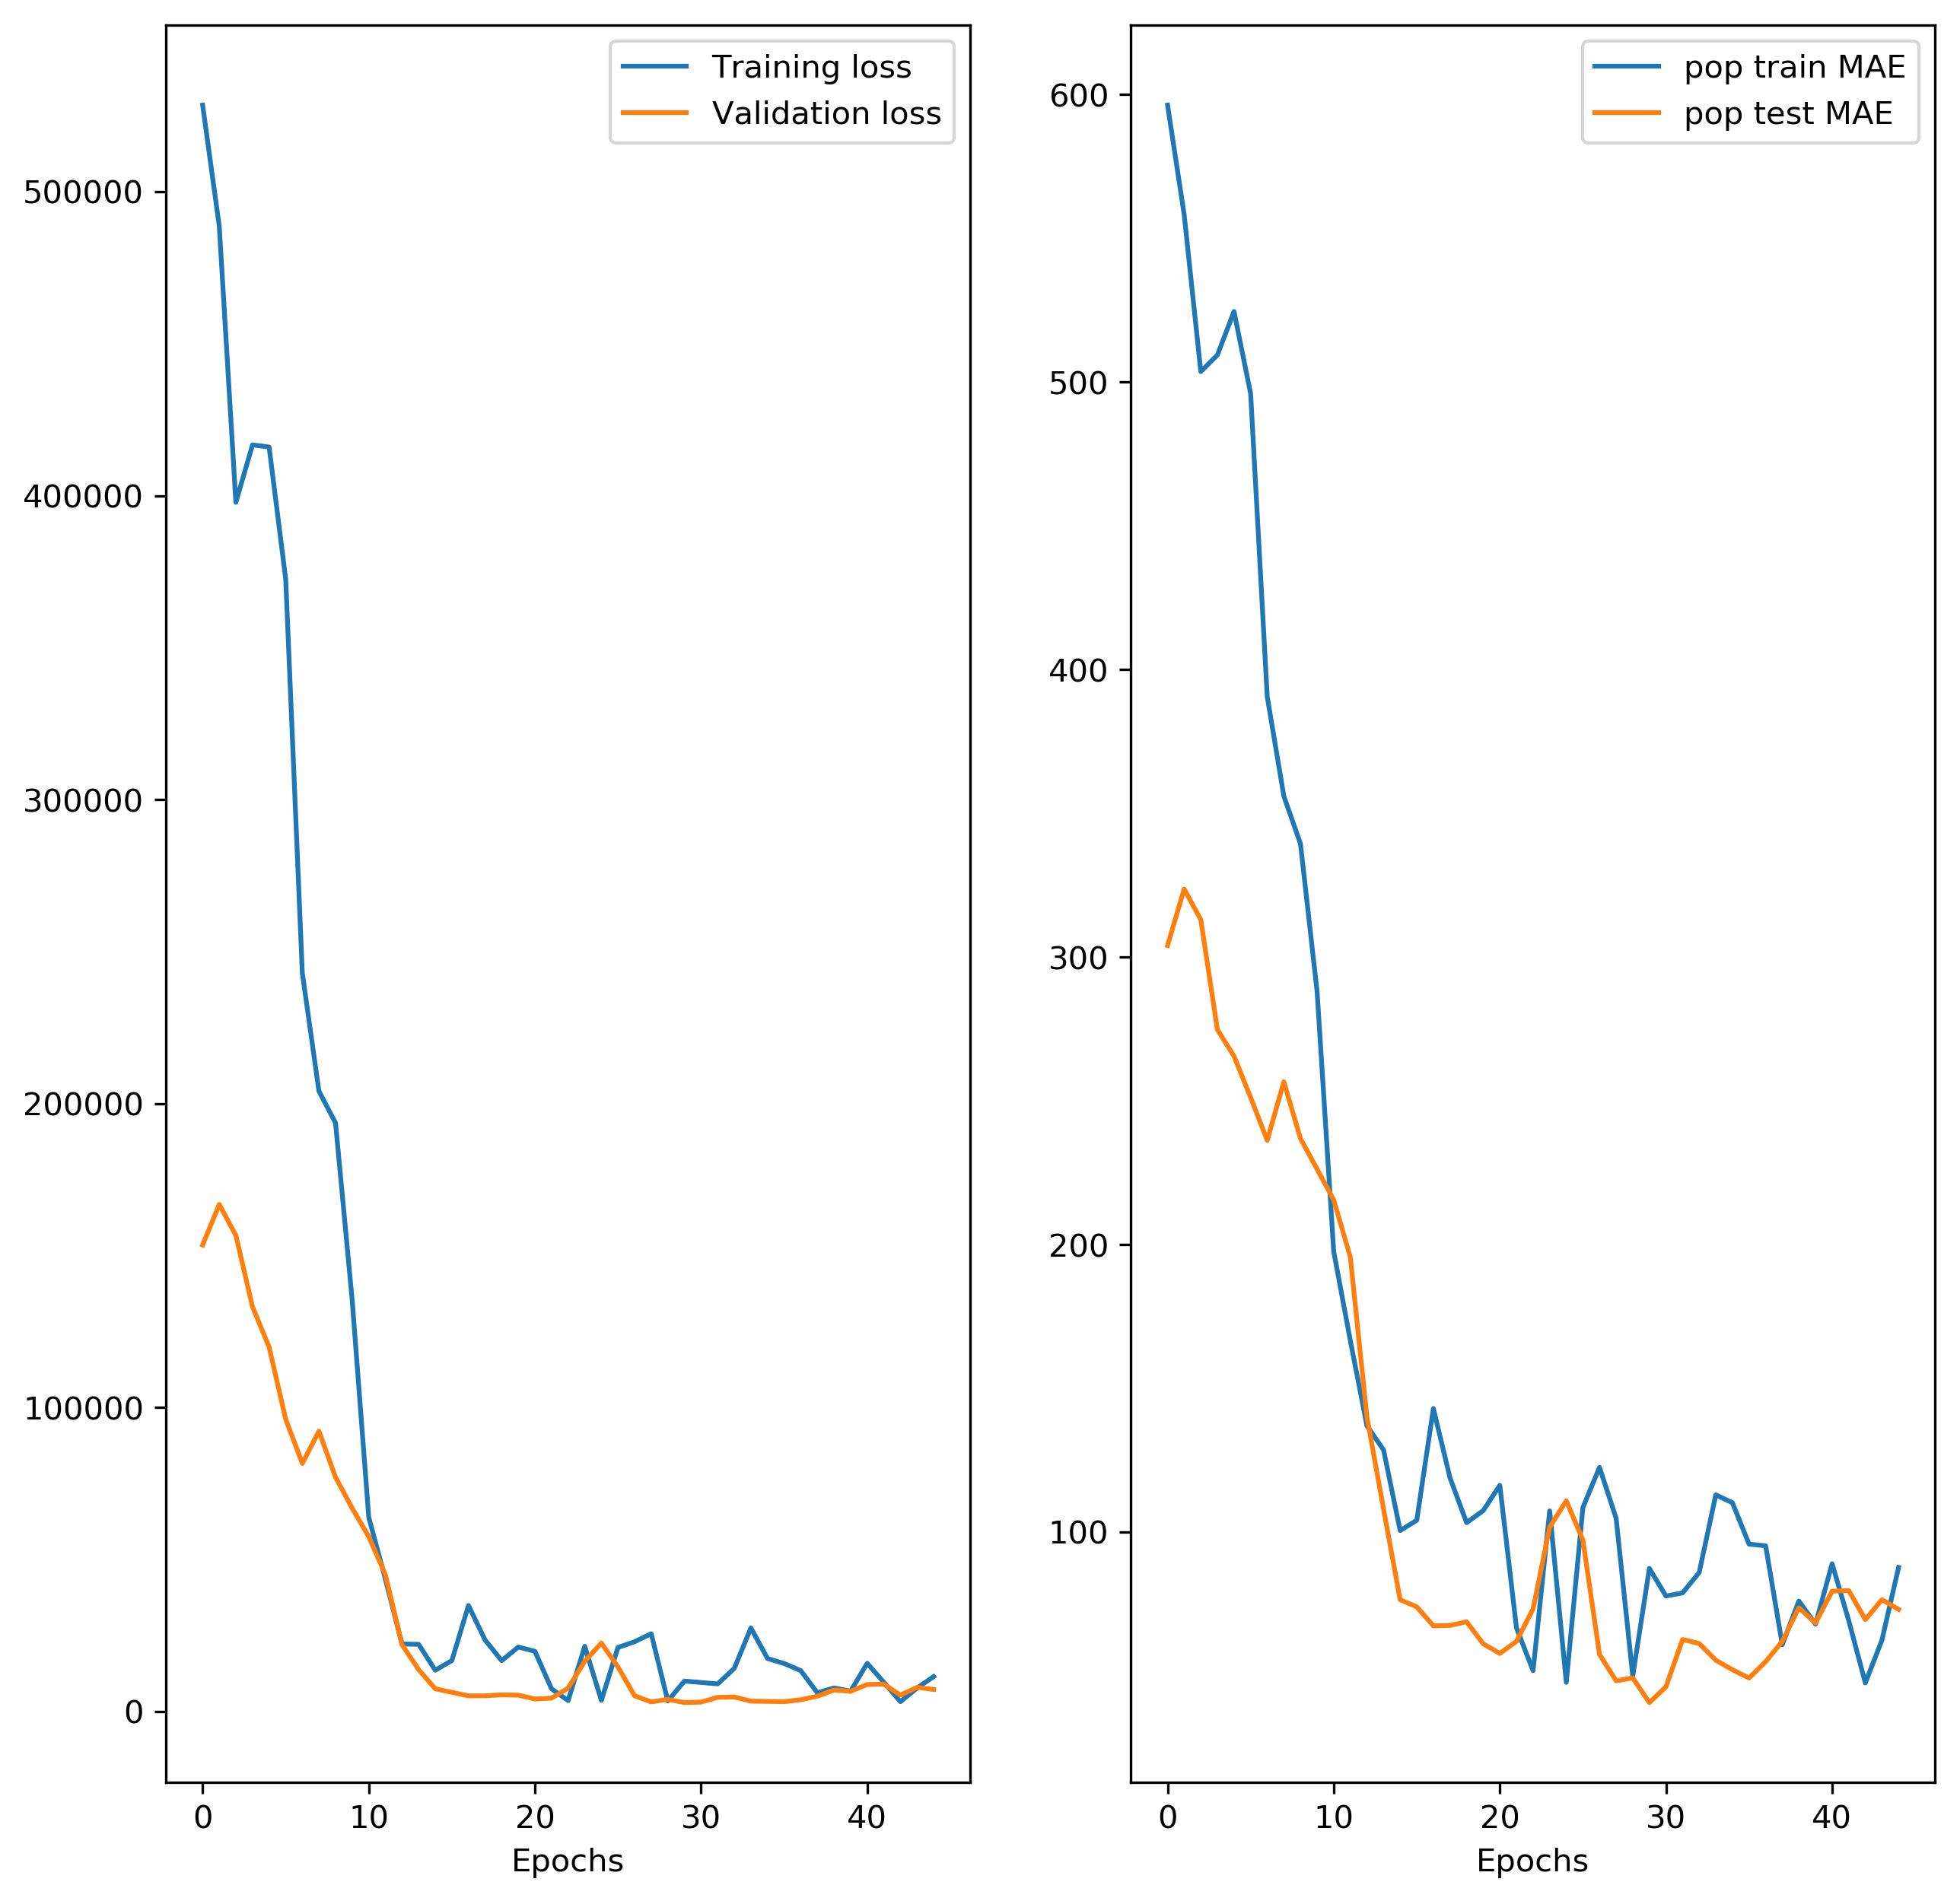 Training loss
Validation loss
500000
400000
300000
200000
100000
0
0 10 20 30 40
Epochs
pop train MAE
pop test MAE
600
500
400
300
200
100
0 10 20 30 40
Epochs